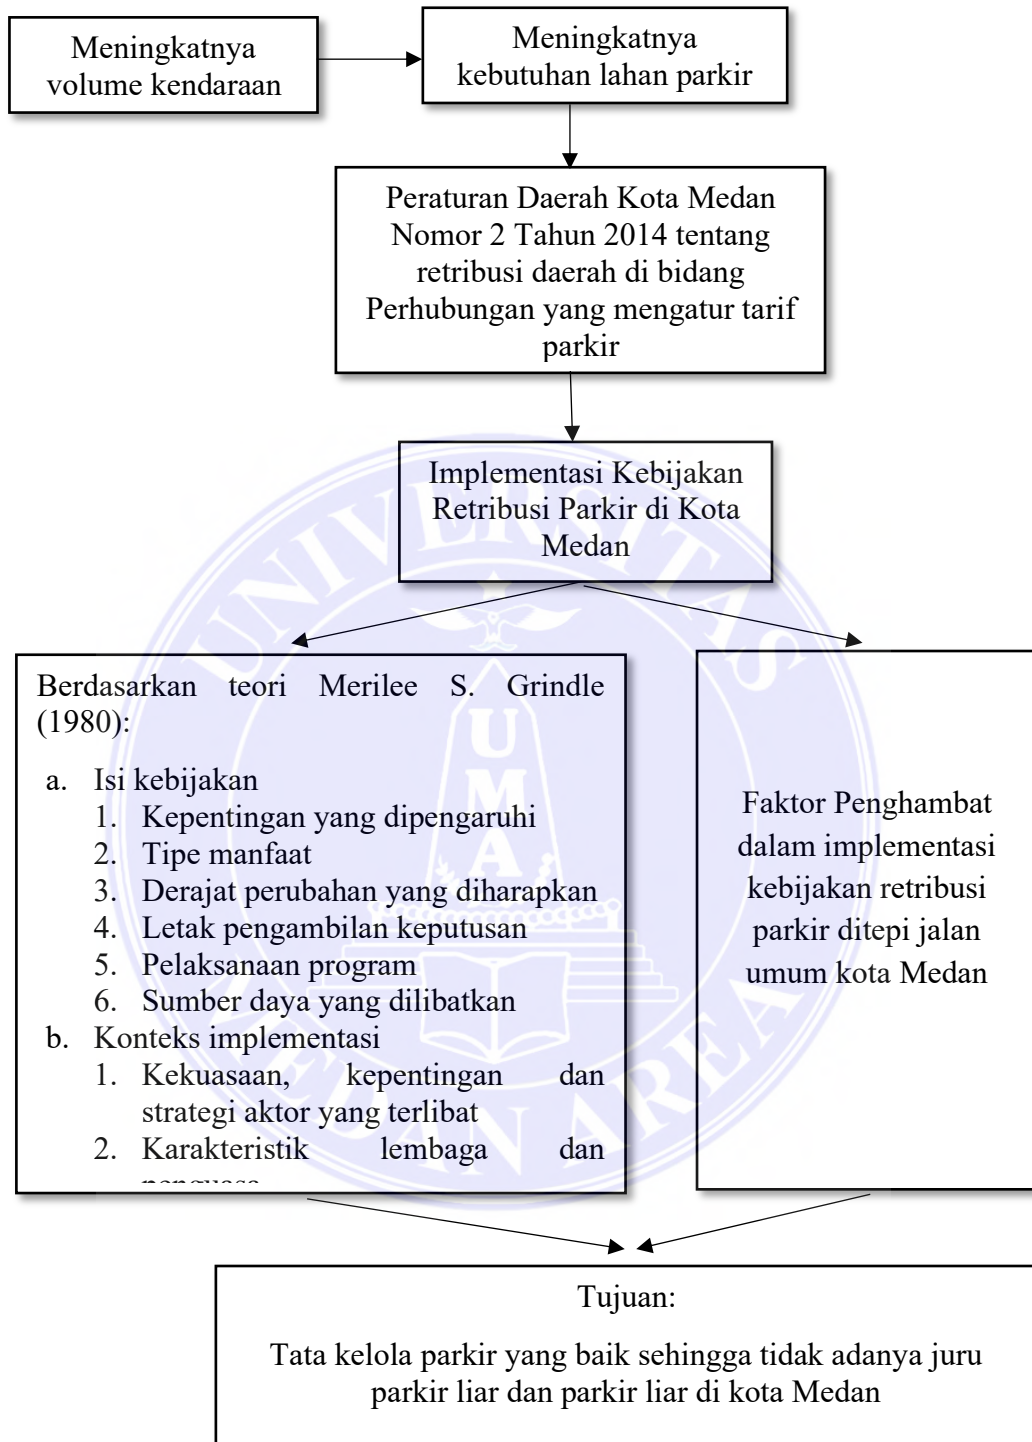 Meningkatnya
volume kendaraan
Meningkatnya
kebutuhan lahan parkir
Peraturan Daerah Kota Medan
Nomor 2 Tahun 2014 tentang
retribusi daerah di bidang
Perhubungan yang mengatur tarif
parkir
Implementasi Kebijakan
Retribusi Parkir di Kota
Medan
Berdasarkan teori Merilee S. Grindle
(1980):
a. Isi kebijakan
1. Kepentingan yang dipengaruhi
2. Tipe manfaat
3. Derajat perubahan yang diharapkan
4. Letak pengambilan keputusan
5. Pelaksanaan program
6. Sumber daya yang dilibatkan
b. Konteks implementasi
1. Kekuasaan, kepentingan dan
strategi aktor yang terlibat
2. Karakteristik lembaga dan
Faktor Penghambat
dalam implementasi
kebijakan retribusi
parkir ditepi jalan
umum kota Medan
Tujuan:
Tata kelola parkir yang baik sehingga tidak adanya juru
parkir liar dan parkir liar di kota Medan
UNIVERSITAS
MEDAN AREA
UMA